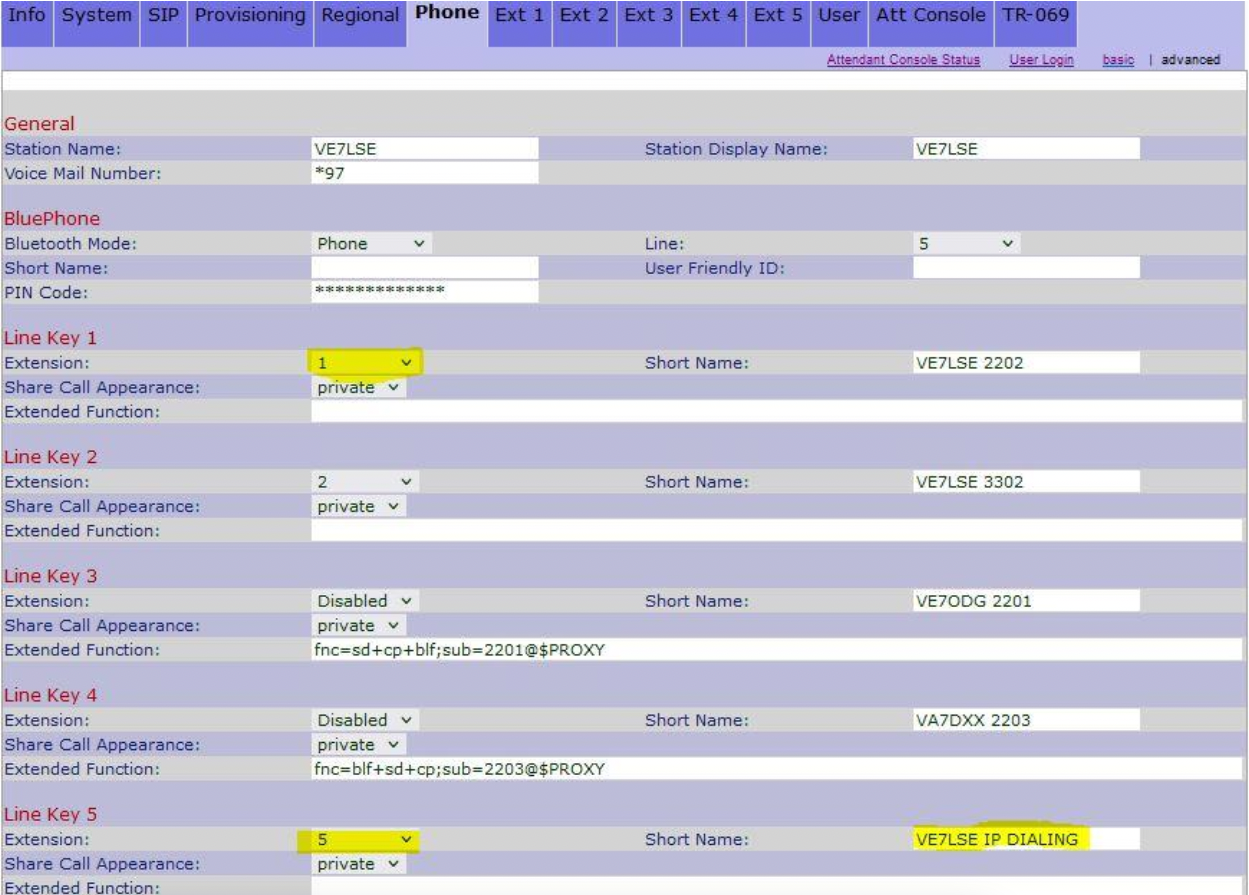 Info System SIP Provisioning Regional Phone Ext 1 Ext 2 Ext 3 Ext 4 Ext 5 User Att Console TR-069
Attendant Console Status User Login basic | advanced
General
Station Name: VE7LSE Station Display Name: VE7LSE
Voice Mail Number: *97
BluePhone
Bluetooth Mode: Phone Line: 5
Short Name: User Friendly ID:
PIN Code: *************
Line Key 1
Extension: 1 Short Name: VE7LSE 2202
Share Call Appearance: private
Extended Function:
Line Key 2
Extension: 2 Short Name: VE7LSE 3302
Share Call Appearance: private
Extended Function:
Line Key 3
Extension: Disabled Short Name: VE7ODG 2201
Share Call Appearance: private
Extended Function: fnc=sd+cp+blf;sub=2201@$PROXY
Line Key 4
Extension: Disabled Short Name: VA7DXX 2203
Share Call Appearance: private
Extended Function: fnc=blf+sd+cp;sub=2203@$PROXY
Line Key 5
Extension: 5 Short Name: VE7LSE IP DIALING
Share Call Appearance: private
Extended Function: